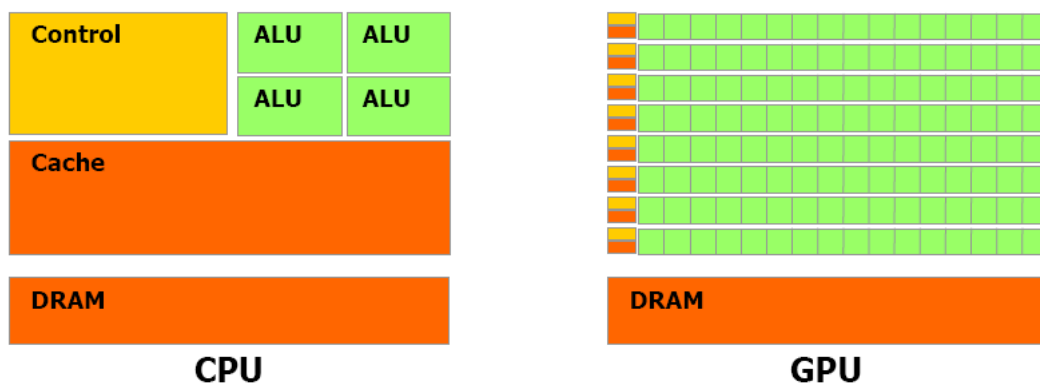 Control
ALU ALU
ALU ALU
Cache
DRAM
CPU
DRAM
GPU